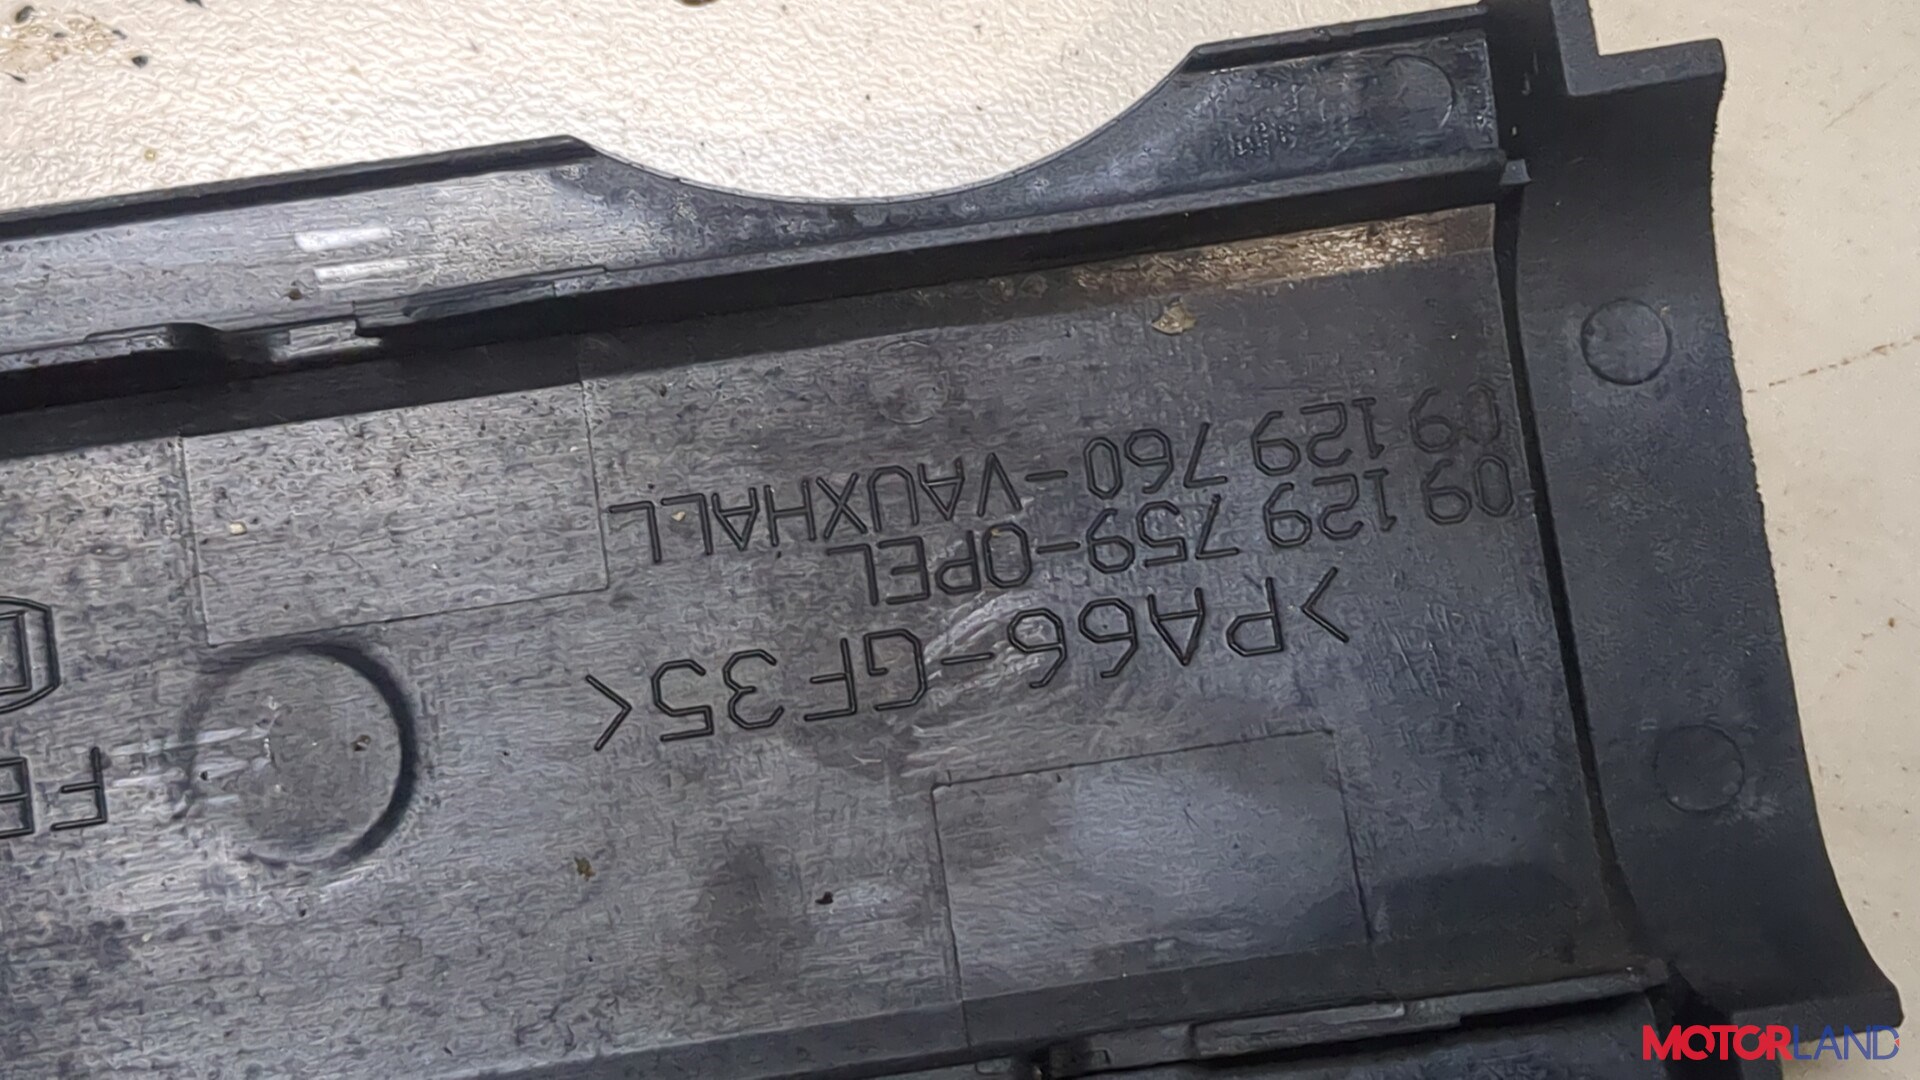 >PA66-GF35<
09 129 759-OPEL
09 129 760-VAUXHALL
MOTORLAND